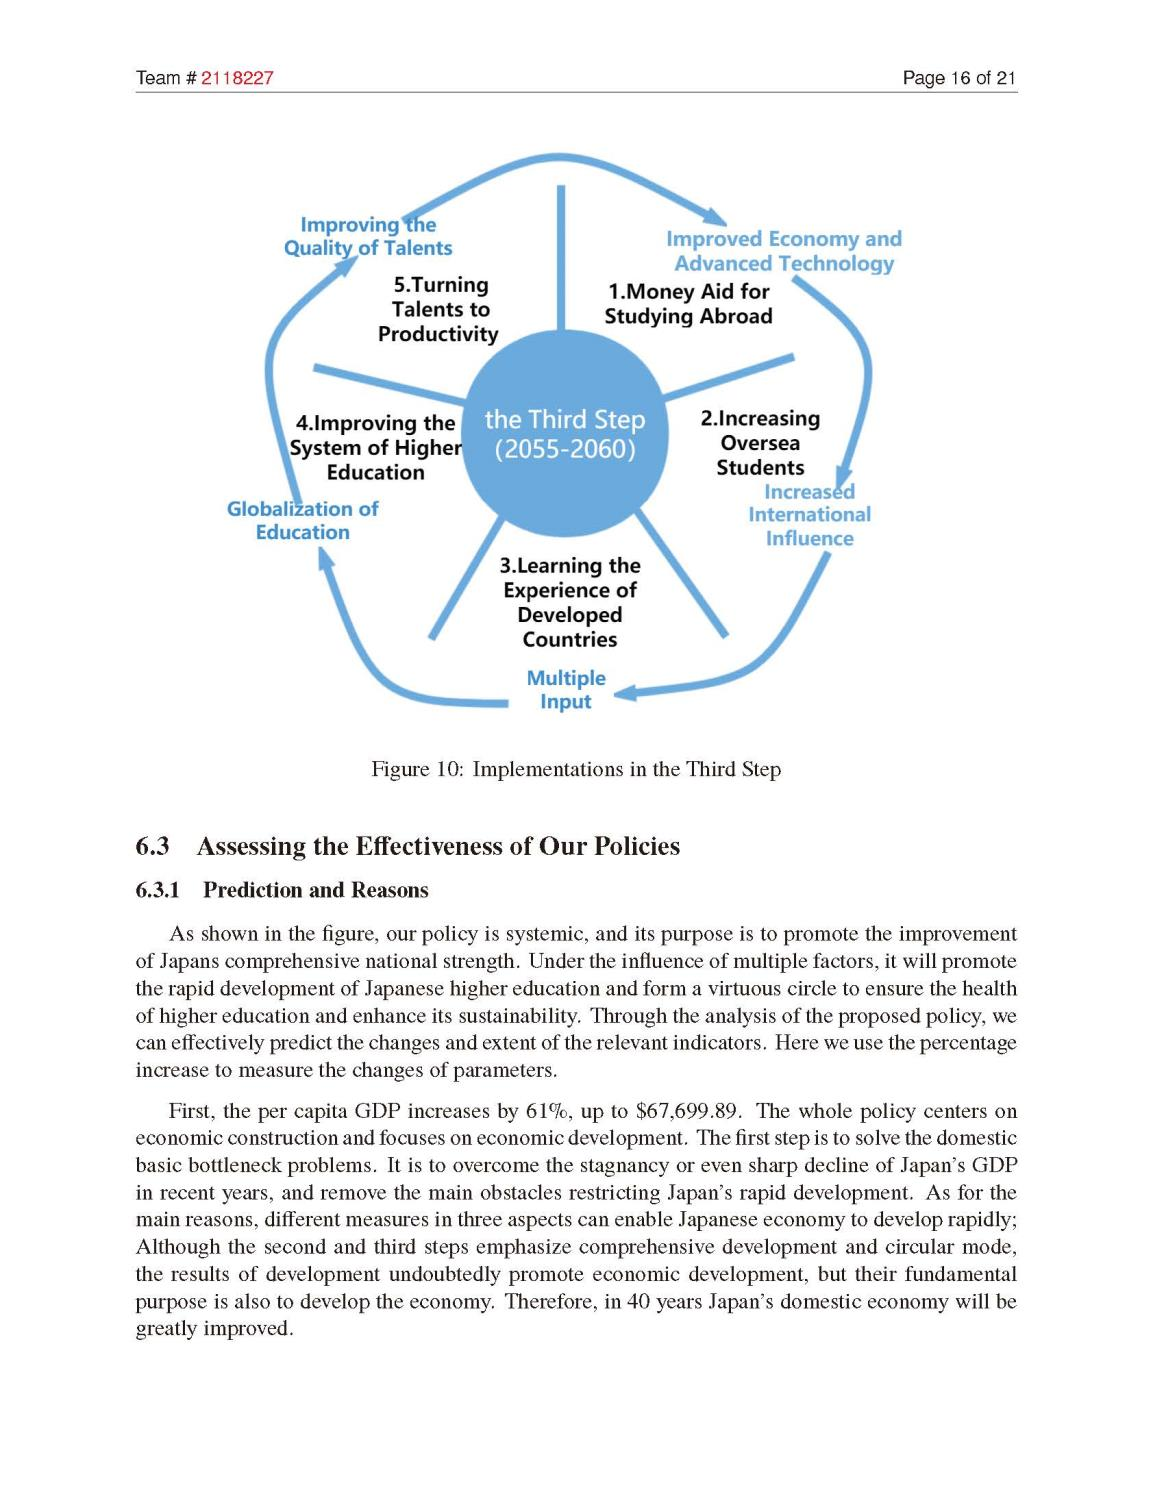 Team # 2118227
Page 16 of 21
Improving the
Quality of Talents
Improved Economy and
Advanced Technology
5.Turning
Talents to
Productivity
1.Money Aid for
Studying Abroad
4.Improving the
System of Higher
Education
the Third Step
(2055-2060)
2.Increasing
Oversea
Students
Increased
International
Influence
Globalization of
Education
3.Learning the
Experience of
Developed
Countries
Multiple
Input
Figure 10: Implementations in the Third Step
6.3 Assessing the Effectiveness of Our Policies
6.3.1 Prediction and Reasons
As shown in the figure, our policy is systemic, and its purpose is to promote the improvement
of Japans comprehensive national strength. Under the influence of multiple factors, it will promote
the rapid development of Japanese higher education and form a virtuous circle to ensure the health
of higher education and enhance its sustainability. Through the analysis of the proposed policy, we
can effectively predict the changes and extent of the relevant indicators. Here we use the percentage
increase to measure the changes of parameters.
First, the per capita GDP increases by 61%, up to $67,699.89. The whole policy centers on
economic construction and focuses on economic development. The first step is to solve the domestic
basic bottleneck problems. It is to overcome the stagnancy or even sharp decline of Japan's GDP
in recent years, and remove the main obstacles restricting Japan's rapid development. As for the
main reasons, different measures in three aspects can enable Japanese economy to develop rapidly;
Although the second and third steps emphasize comprehensive development and circular mode,
the results of development undoubtedly promote economic development, but their fundamental
purpose is also to develop the economy. Therefore, in 40 years Japan's domestic economy will be
greatly improved.